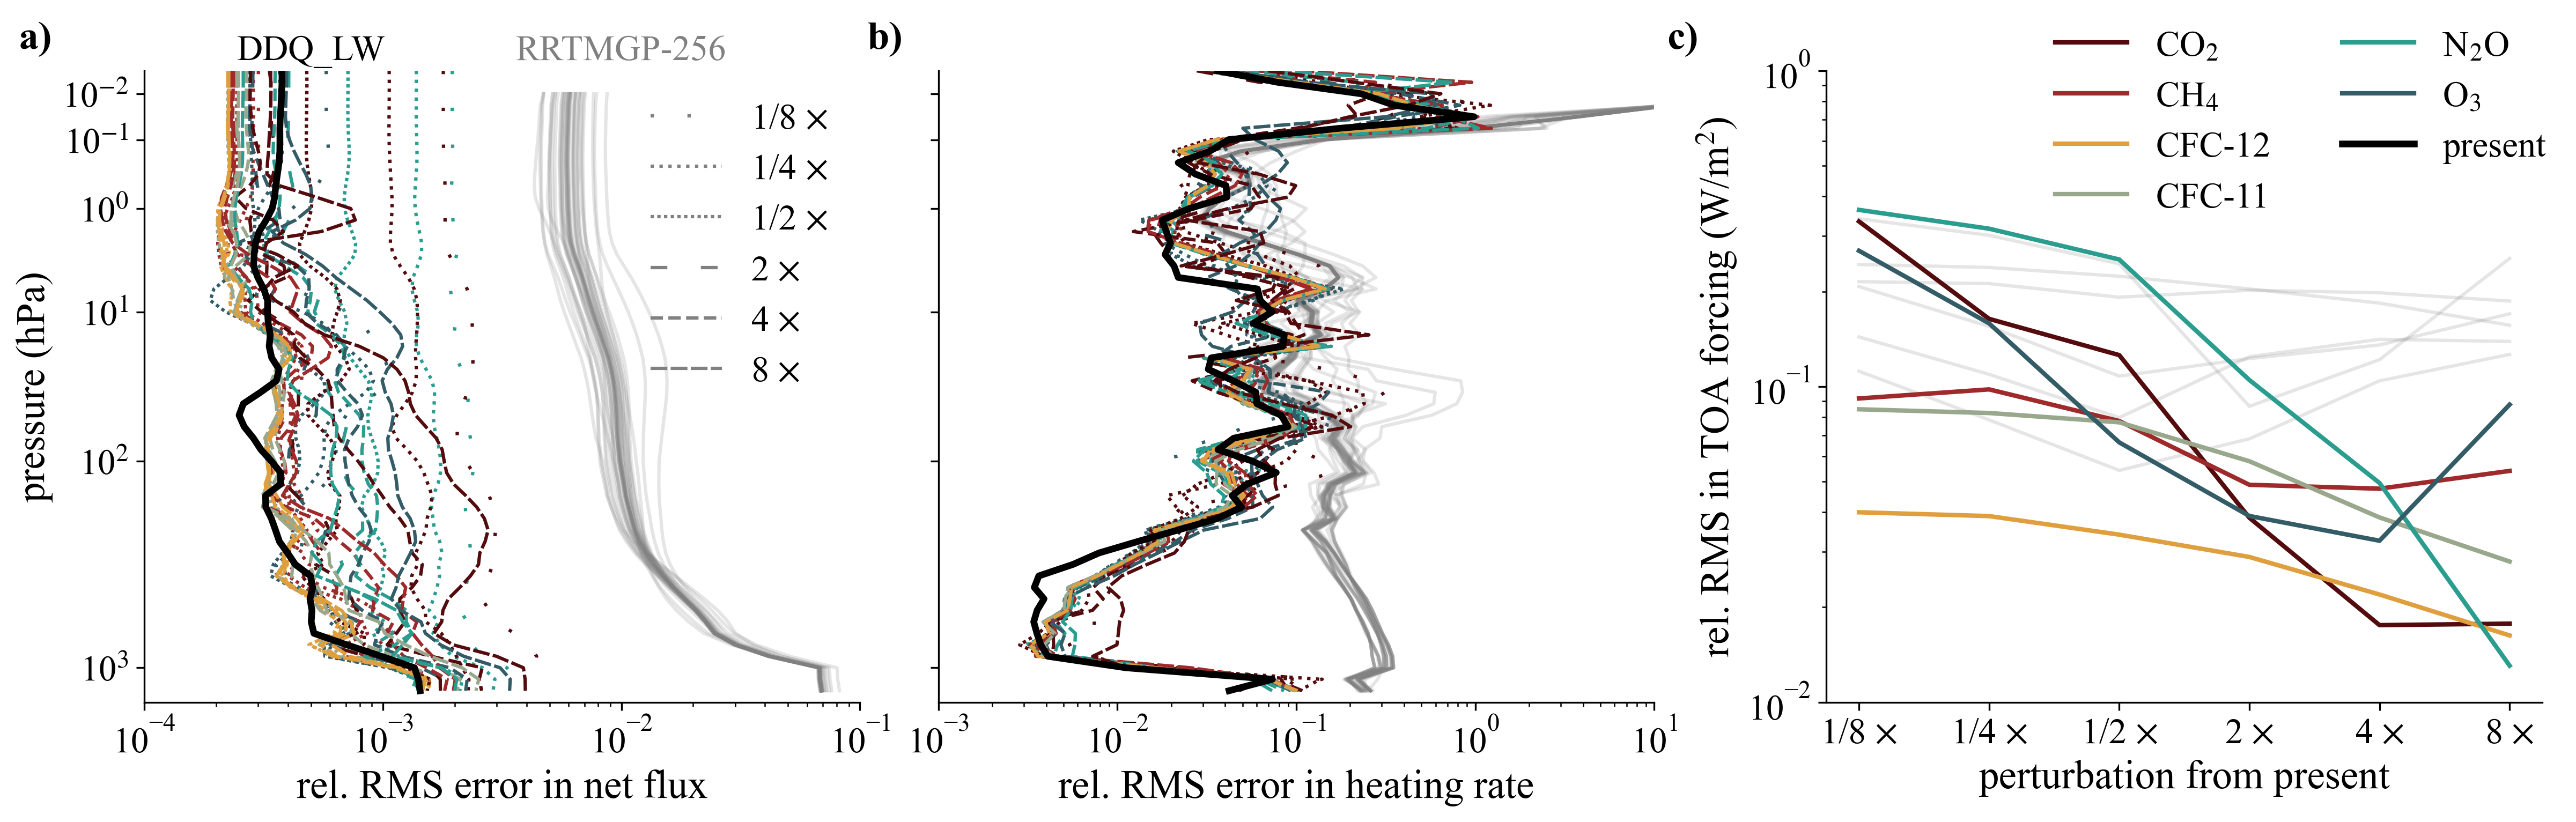 a)
DDQ_LW
RRTMGP-256
1/8 ×
1/4 ×
1/2 ×
2 ×
4 ×
8 ×
pressure (hPa)
10⁻²
10⁻¹
10⁰
10¹
10²
10³
10⁻⁴
10⁻³
10⁻²
10⁻¹
rel. RMS error in net flux
b)
10⁻³
10⁻²
10⁻¹
10⁰
10¹
rel. RMS error in heating rate
c)
CO₂
CH₄
CFC-12
CFC-11
N₂O
O₃
present
rel. RMS in TOA forcing (W/m²)
10⁰
10⁻¹
10⁻²
1/8 ×
1/4 ×
1/2 ×
2 ×
4 ×
8 ×
perturbation from present